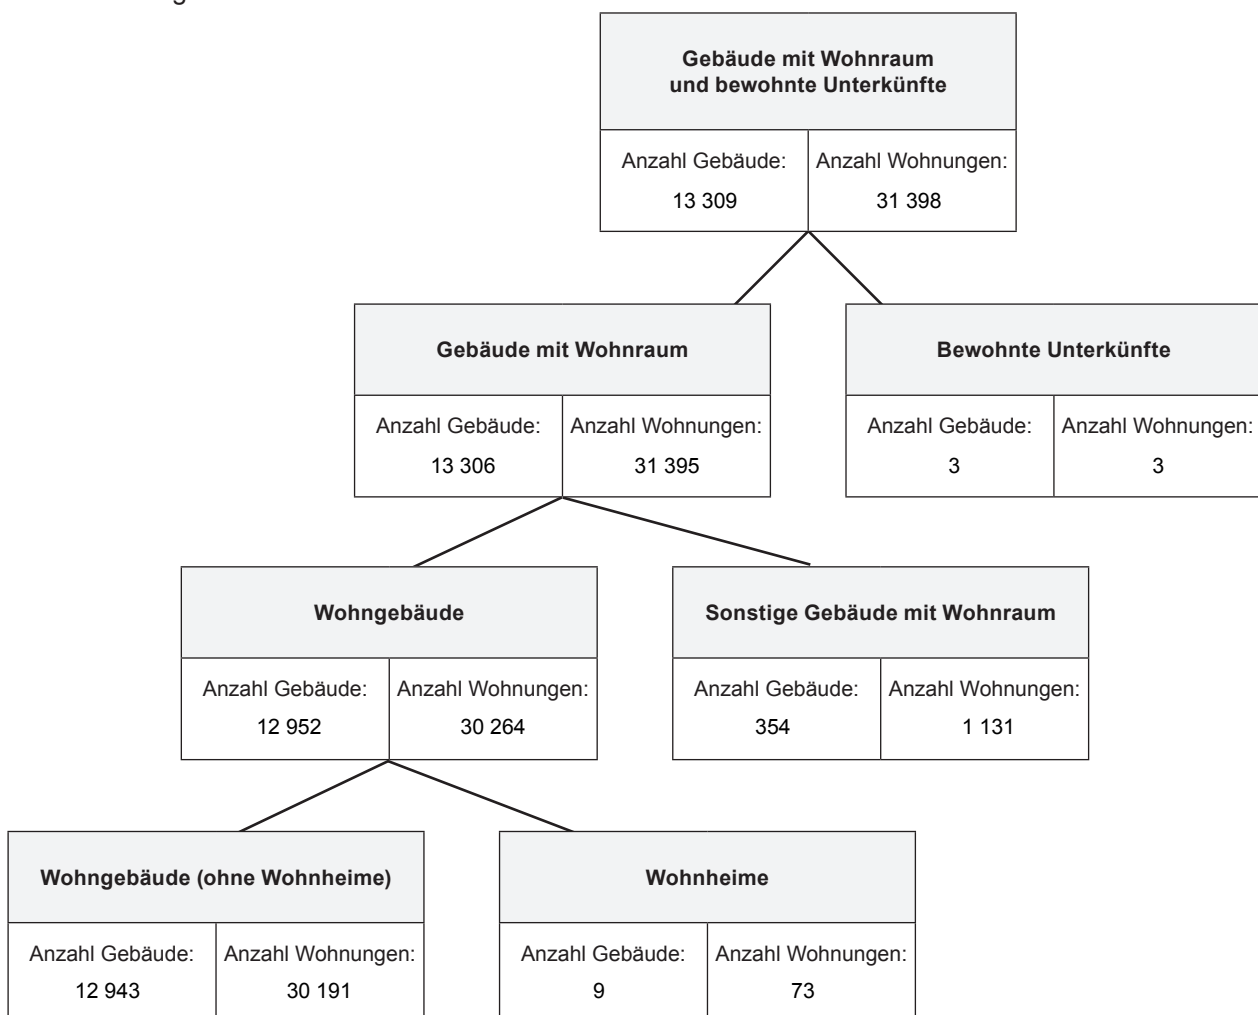 Gebäude mit Wohnraum
und bewohnte Unterkünfte
Anzahl Gebäude: Anzahl Wohnungen:
13 309 31 398
Gebäude mit Wohnraum Bewohnte Unterkünfte
Anzahl Gebäude: Anzahl Wohnungen: Anzahl Gebäude: Anzahl Wohnungen:
13 306 31 395 3 3
Wohngebäude Sonstige Gebäude mit Wohnraum
Anzahl Gebäude: Anzahl Wohnungen: Anzahl Gebäude: Anzahl Wohnungen:
12 952 30 264 354 1 131
Wohngebäude (ohne Wohnheime) Wohnheime
Anzahl Gebäude: Anzahl Wohnungen: Anzahl Gebäude: Anzahl Wohnungen:
12 943 30 191 9 73